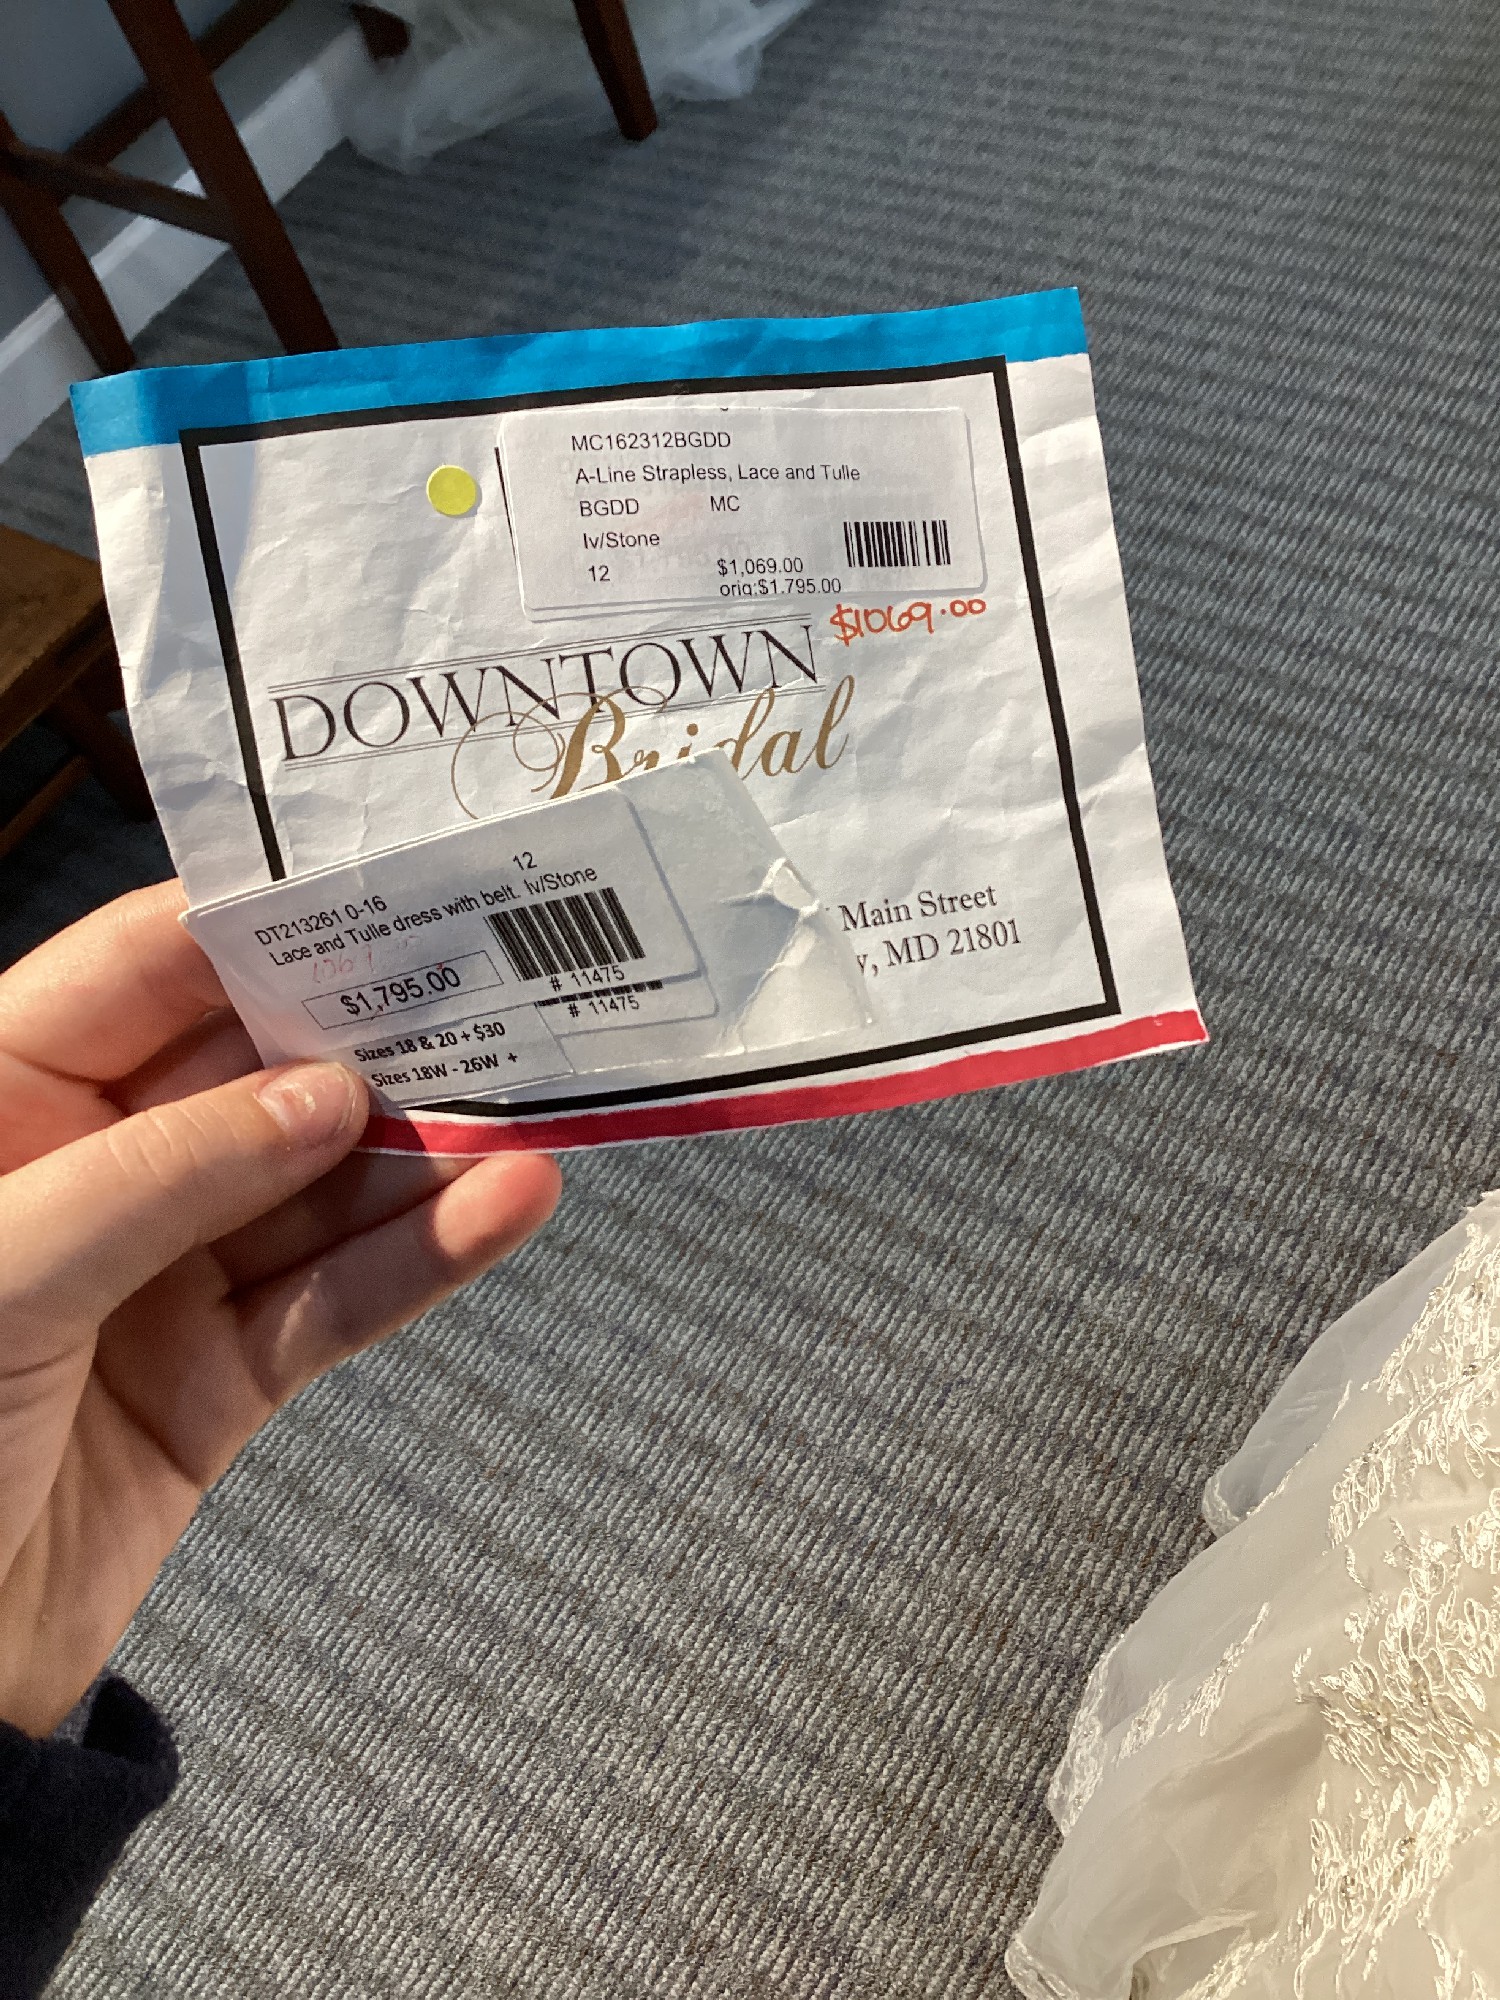 MC162312BGDD
A-Line Strapless, Lace and Tulle
BGDD MC
Iv/Stone
12 $1,069.00
orig:$1,795.00
$1069.00
DOWNTOWN
Bridal
Main Street
, MD 21801
12
DT213261 0-16
Lace and Tulle dress with belt. Iv/Stone
$1,795.00
# 11475
# 11475
Sizes 18 & 20 + $30
Sizes 18W - 26W +